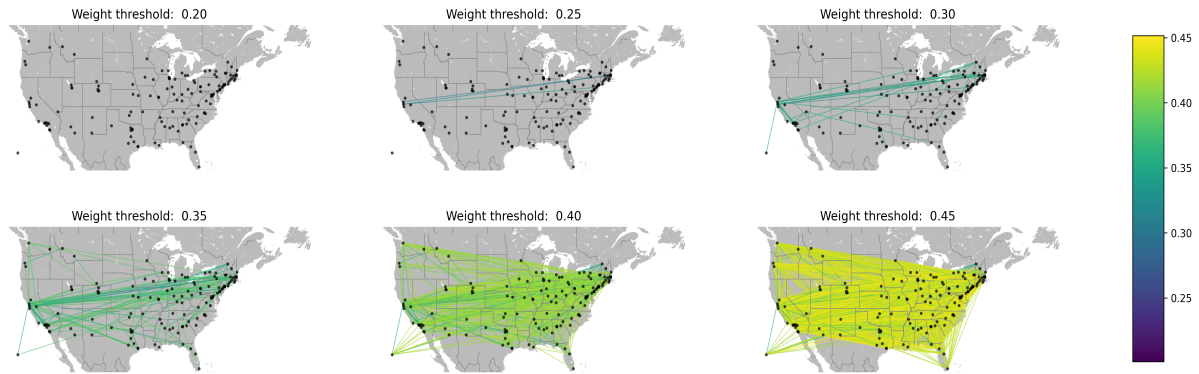 Weight threshold:  0.20
Weight threshold:  0.25
Weight threshold:  0.30
Weight threshold:  0.35
Weight threshold:  0.40
Weight threshold:  0.45
0.45
0.40
0.35
0.30
0.25